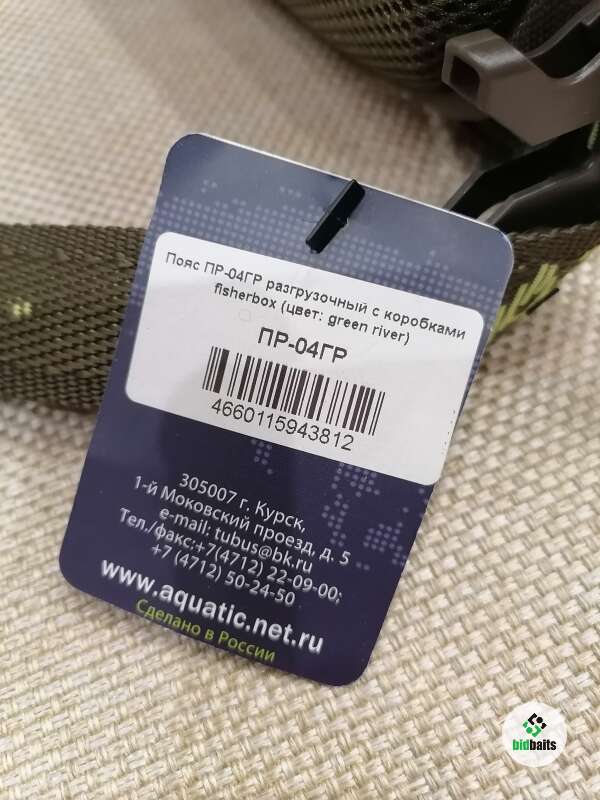 Пояс ПР-04ГР разгрузочный с коробками
fisherbox (цвет: green river)
ПР-04ГР
4660115943812
305007 г. Курск,
1-й Моковский проезд, д. 5
e-mail: tubus@bk.ru
Тел./факс:+7(4712) 22-09-00;
+7 (4712) 50-24-50
www.aquatic.net.ru
Сделано в России
bidbaits